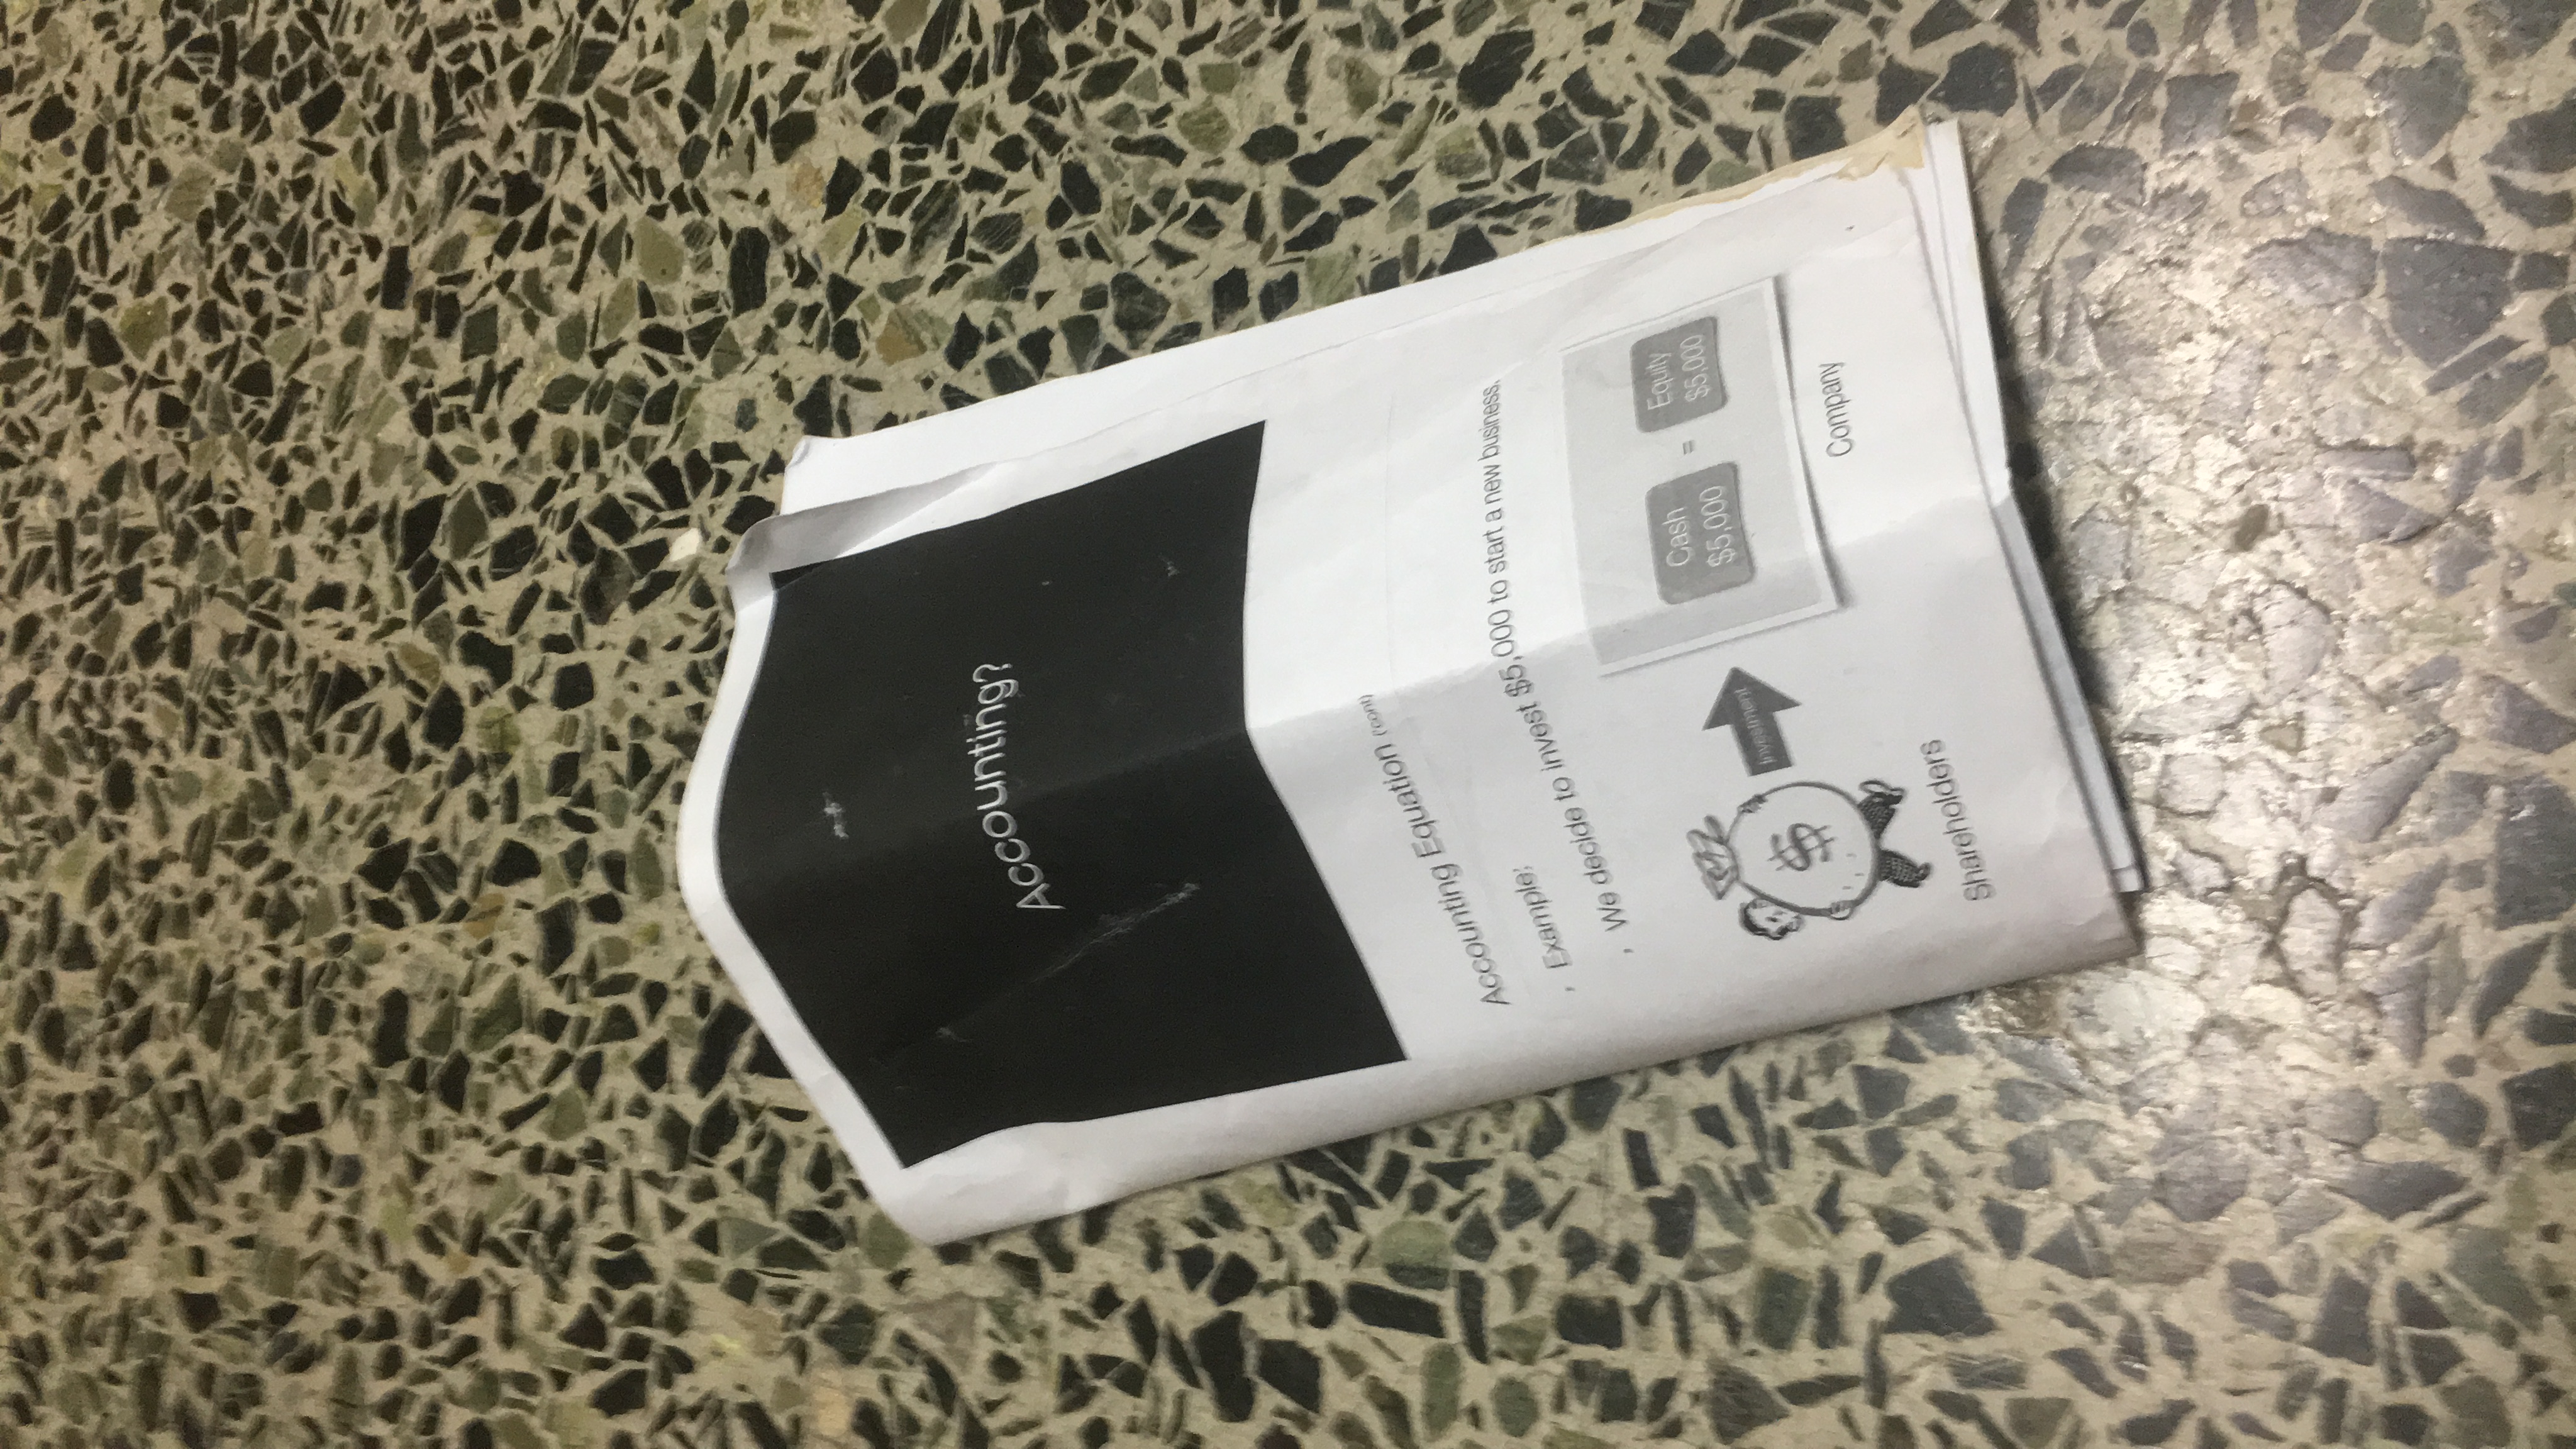 Accounting?
Accounting Equation (cont)
Example:
We decide to invest $5,000 to start a new business.
Cash
$5,000
=
Equity
$5,000
Investment
$
Company
Shareholders